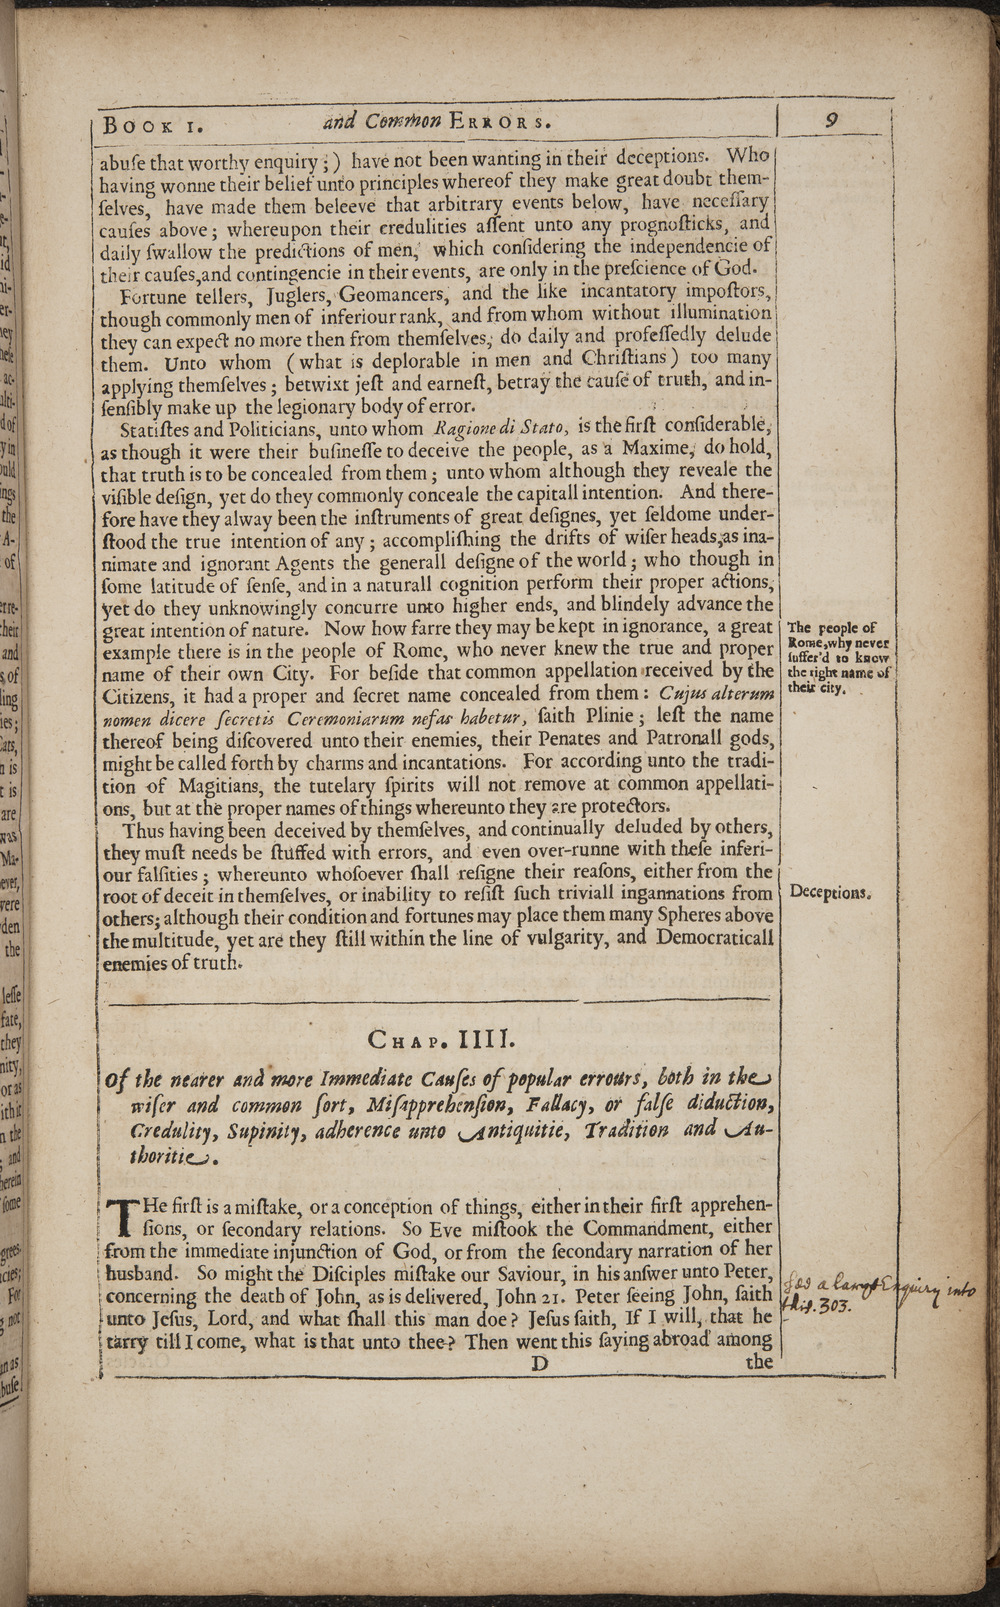 BOOK 1. and Common ERRORS. 9
abuſe that worthy enquiry;) have not been wanting in their deceptions. Who
having wonne their belief unto principles whereof they make great doubt them-
ſelves, have made them beleeve that arbitrary events below, have neceſſary
cauſes above; whereupon their credulities aſſent unto any prognoſticks, and
daily ſwallow the predictions of men, which conſidering the independencie of
their cauſes,and contingencie in their events, are only in the preſcience of God.
Fortune tellers, Juglers, Geomancers, and the like incantatory impoſtors,
though commonly men of inferiour rank, and from whom without illumination
they can expect no more then from themſelves, do daily and profeſſedly delude
them. Unto whom (what is deplorable in men and Chriſtians) too many
applying themſelves; betwixt jeſt and earneſt, betray the cauſe of truth, and in-
ſenſibly make up the legionary body of error.
Statiſtes and Politicians, unto whom Ragione di Stato, is the firſt conſiderable,
as though it were their buſineſſe to deceive the people, as a Maxime, do hold,
that truth is to be concealed from them; unto whom although they reveale the
viſible deſign, yet do they commonly conceale the capitall intention. And there-
fore have they alway been the inſtruments of great deſignes, yet ſeldome under-
ſtood the true intention of any; accompliſhing the drifts of wiſer heads,as ina-
nimate and ignorant Agents the generall deſigne of the world; who though in
ſome latitude of ſenſe, and in a naturall cognition perform their proper actions,
yet do they unknowingly concurre unto higher ends, and blindely advance the
great intention of nature. Now how farre they may be kept in ignorance, a great
example there is in the people of Rome, who never knew the true and proper
name of their own City. For beſide that common appellation received by the
Citizens, it had a proper and ſecret name concealed from them: Cujus alterum
nomen dicere ſecretis Ceremoniarum nefas habetur, ſaith Plinie; leſt the name
thereof being diſcovered unto their enemies, their Penates and Patronall gods,
might be called forth by charms and incantations. For according unto the tradi-
tion of Magitians, the tutelary ſpirits will not remove at common appellati-
ons, but at the proper names of things whereunto they are protectors.
The people of
Rome,why never
ſuffer'd to know
the right name of
their city.
Thus having been deceived by themſelves, and continually deluded by others,
they muſt needs be ſtuffed with errors, and even over-runne with theſe inferi-
our falſities; whereunto whoſoever ſhall reſigne their reaſons, either from the
root of deceit in themſelves, or inability to reſiſt ſuch triviall ingannations from
others; although their condition and fortunes may place them many Spheres above
the multitude, yet are they ſtill within the line of vulgarity, and Democraticall
enemies of truth.
Deceptions.
CHAP. IIII.
Of the nearer and more Immediate Cauſes of popular errours, both in the
wiſer and common ſort, Miſapprehenſion, Fallacy, or falſe diduction,
Credulity, Supinity, adherence unto Antiquitie, Tradition and Au-
thoritie.
THe firſt is a miſtake, or a conception of things, either in their firſt apprehen-
ſions, or ſecondary relations. So Eve miſtook the Commandment, either
from the immediate injunction of God, or from the ſecondary narration of her
husband. So might the Diſciples miſtake our Saviour, in his anſwer unto Peter,
concerning the death of John, as is delivered, John 21. Peter ſeeing John, ſaith
unto Jeſus, Lord, and what ſhall this man doe? Jeſus ſaith, If I will, that he
tarry till I come, what is that unto thee? Then went this ſaying abroad among
D the
a large Enquiry into
this. 303.